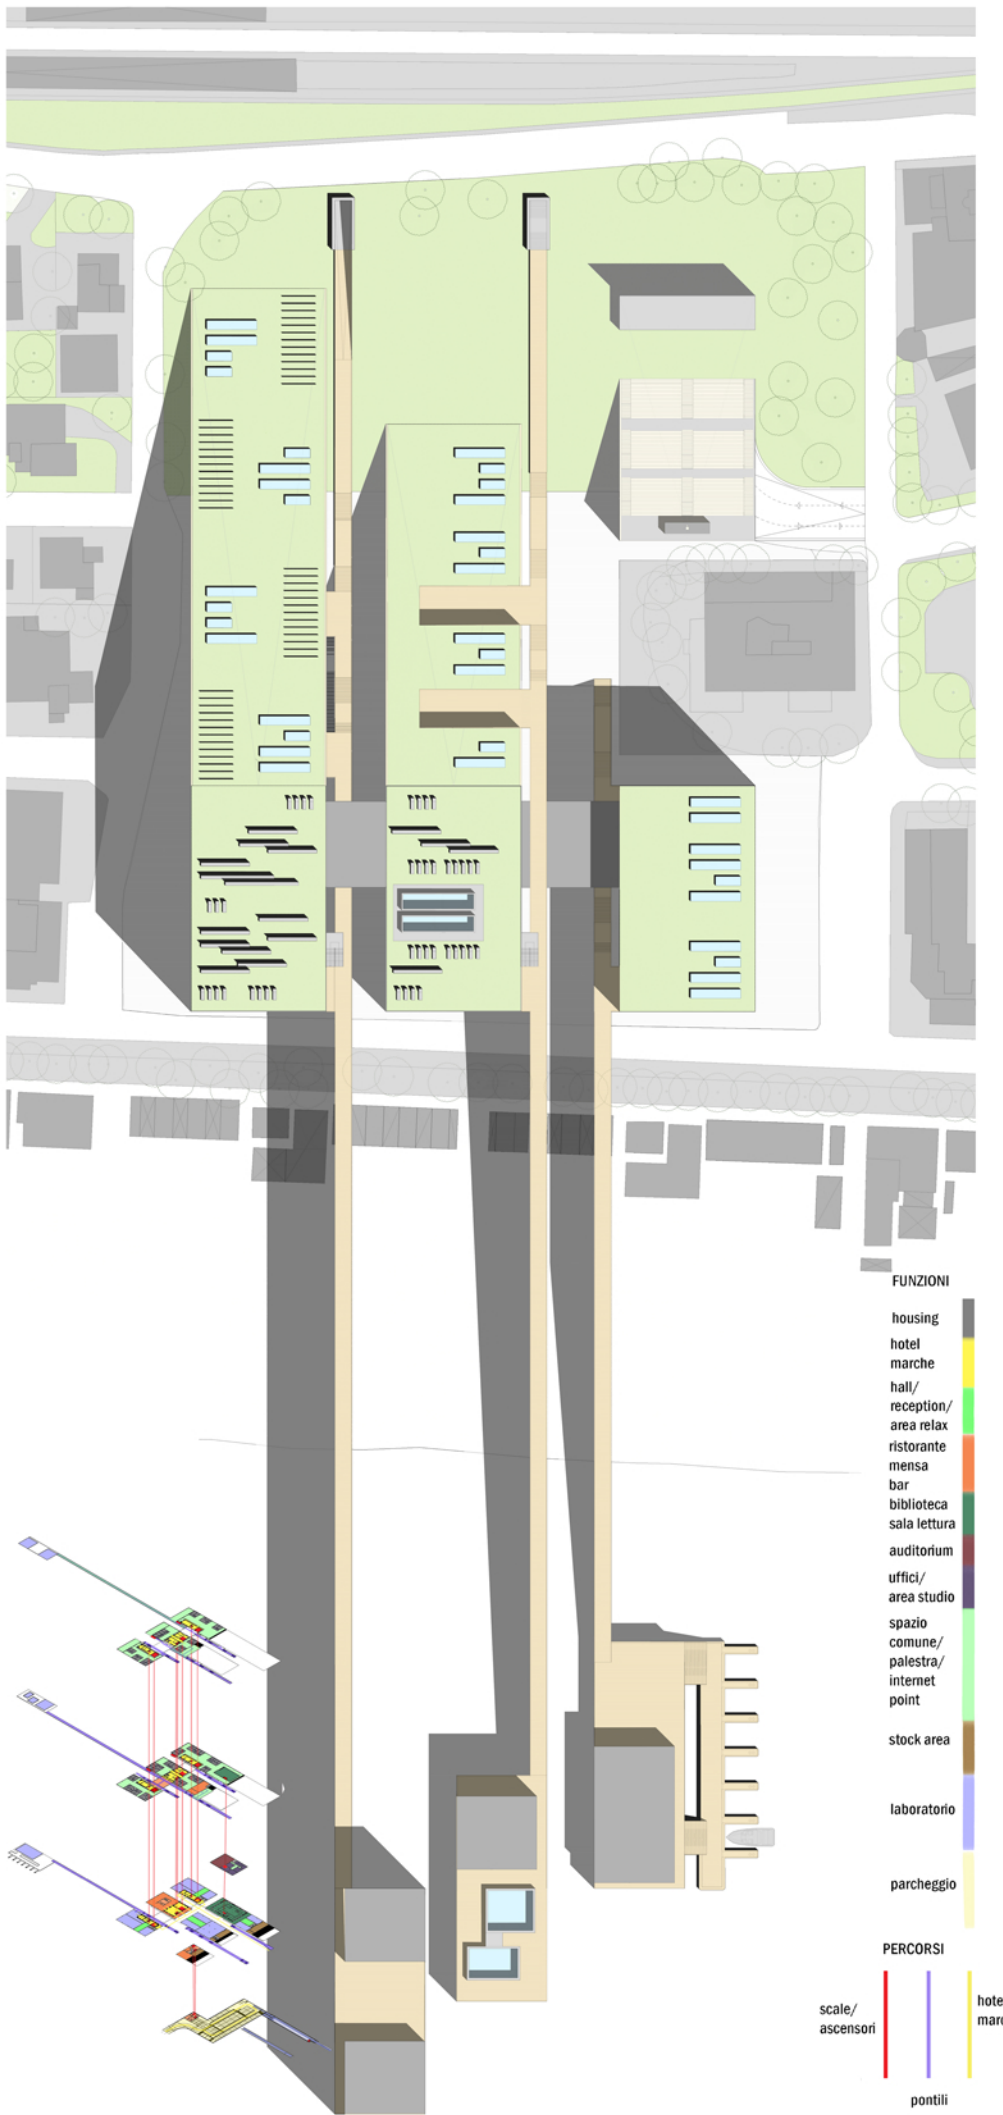 FUNZIONI
housing
hotel
marche
hall/
reception/
area relax
ristorante
mensa
bar
biblioteca
sala lettura
auditorium
uffici/
area studio
spazio
comune/
palestra/
internet
point
stock area
laboratorio
parcheggio
PERCORSI
scale/
ascensori
pontili